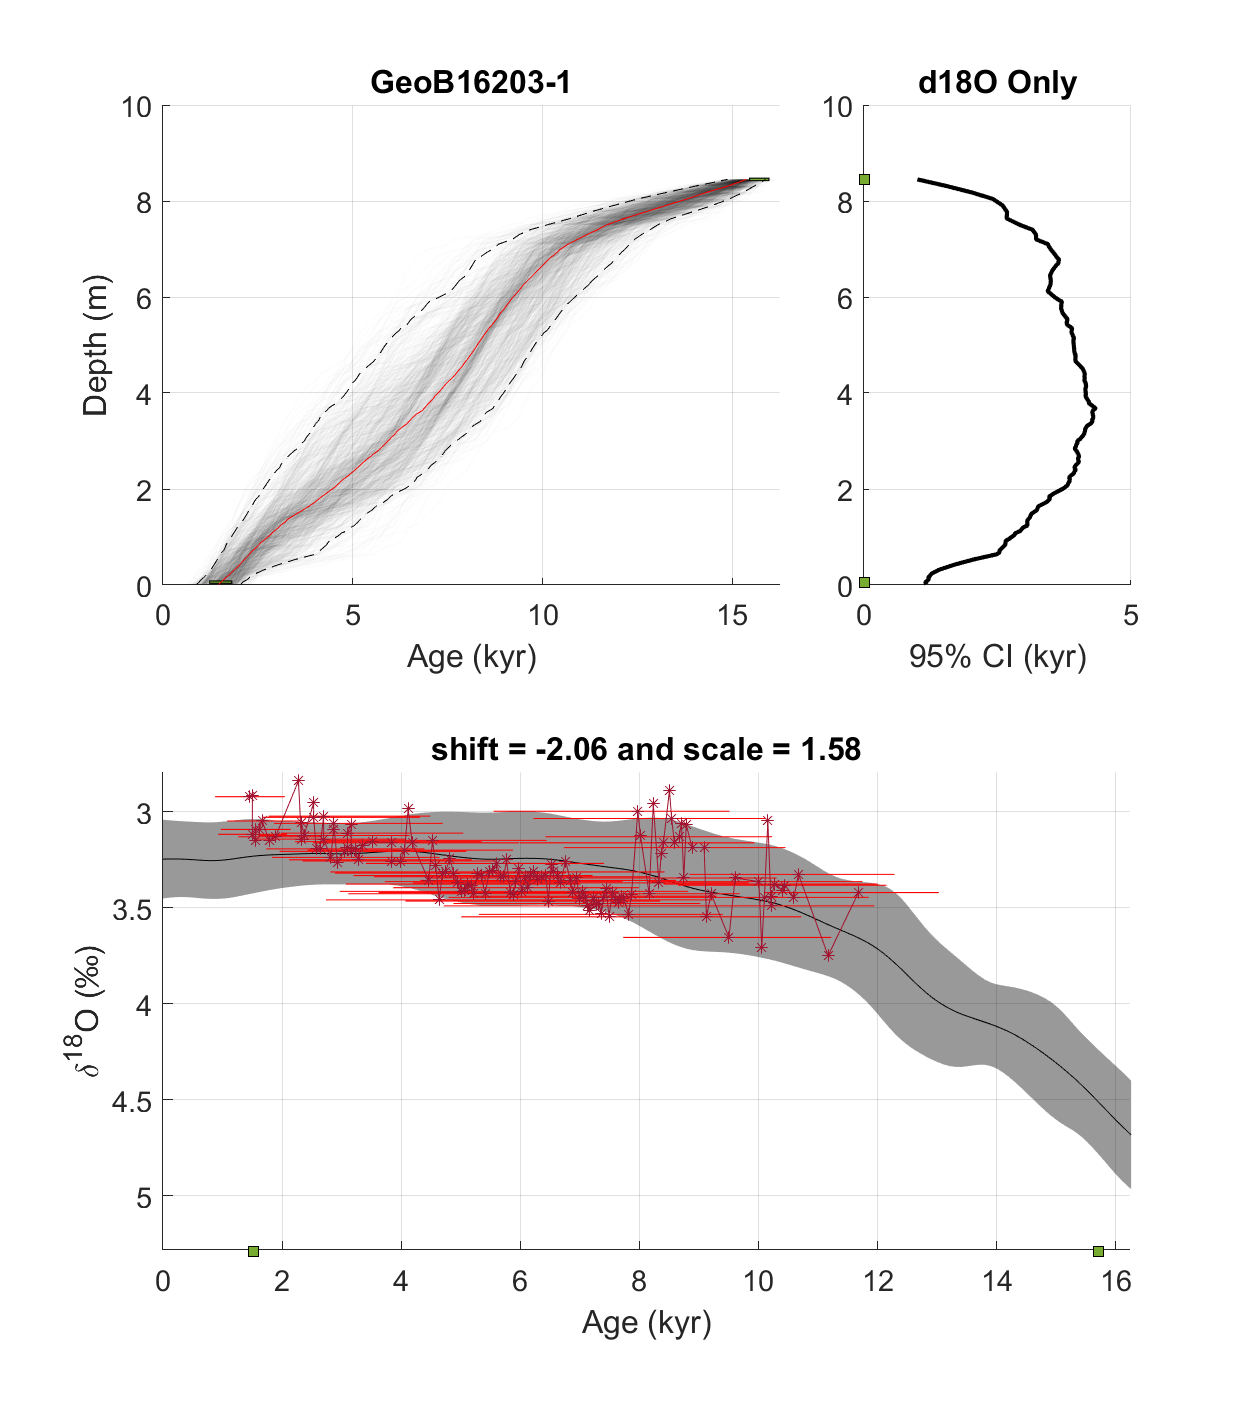 GeoB16203-1
d18O Only
10
8
6
4
2
0
Depth (m)
0 5 10 15
Age (kyr)
10
8
6
4
2
0
0 5
95% CI (kyr)
shift = -2.06 and scale = 1.58
3
3.5
4
4.5
5
δ¹⁸O (‰)
0 2 4 6 8 10 12 14 16
Age (kyr)